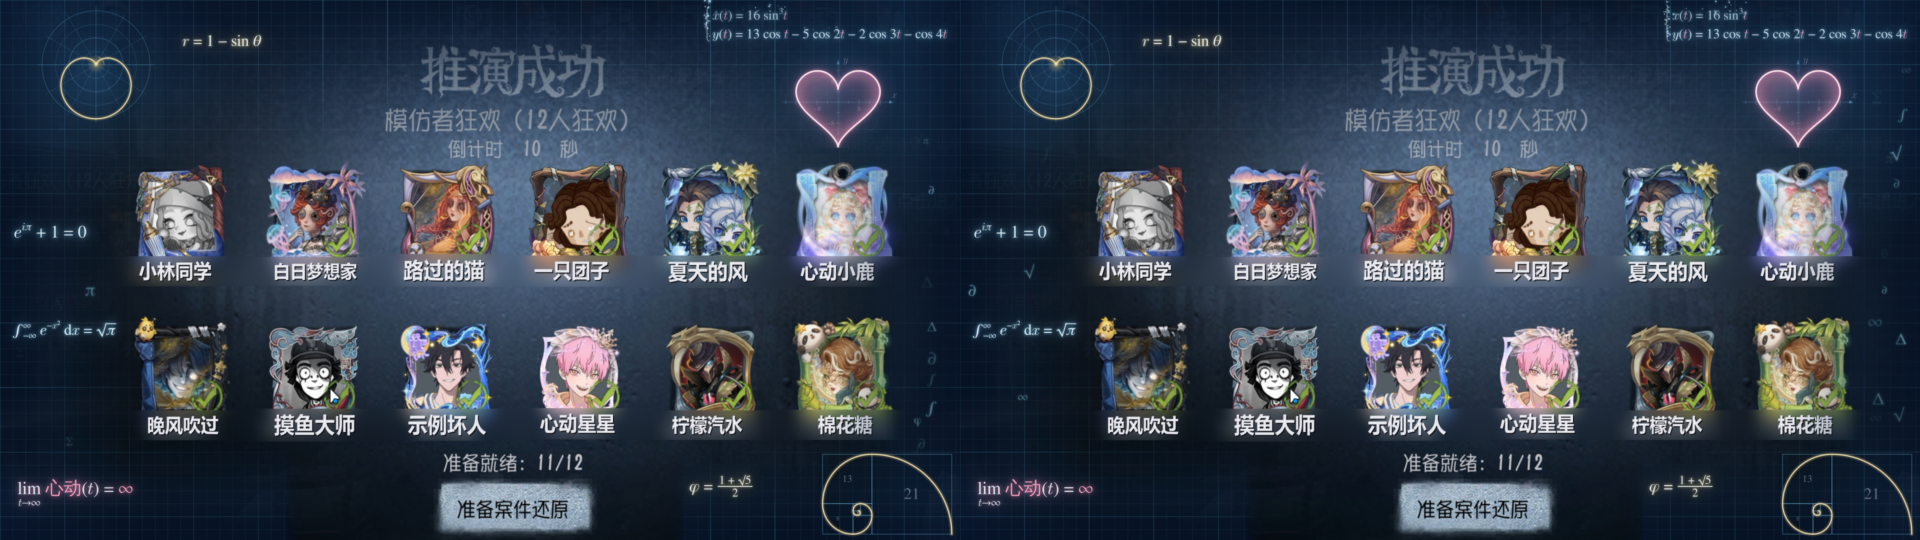 r = 1 − sin θ
x(t) = 16 sin³t
y(t) = 13 cos t − 5 cos 2t − 2 cos 3t − cos 4t
推演成功
模仿者狂欢（12人狂欢）
倒计时 10 秒
e^{iπ} + 1 = 0
小林同学 白日梦想家 路过的猫 一只团子 夏天的风 心动小鹿
π
∫_{−∞}^{∞} e^{−x²} dx = √π
晚风吹过 摸鱼大师 示例坏人 心动星星 柠檬汽水 棉花糖
准备就绪：11/12
lim_{t→∞} 心动(t) = ∞
准备案件还原
φ = (1 + √5)/2
13
21
r = 1 − sin θ
x(t) = 16 sin³t
y(t) = 13 cos t − 5 cos 2t − 2 cos 3t − cos 4t
推演成功
模仿者狂欢（12人狂欢）
倒计时 10 秒
e^{iπ} + 1 = 0
小林同学 白日梦想家 路过的猫 一只团子 夏天的风 心动小鹿
∫_{−∞}^{∞} e^{−x²} dx = √π
晚风吹过 摸鱼大师 示例坏人 心动星星 柠檬汽水 棉花糖
准备就绪：11/12
lim_{t→∞} 心动(t) = ∞
准备案件还原
φ = (1 + √5)/2
13
21